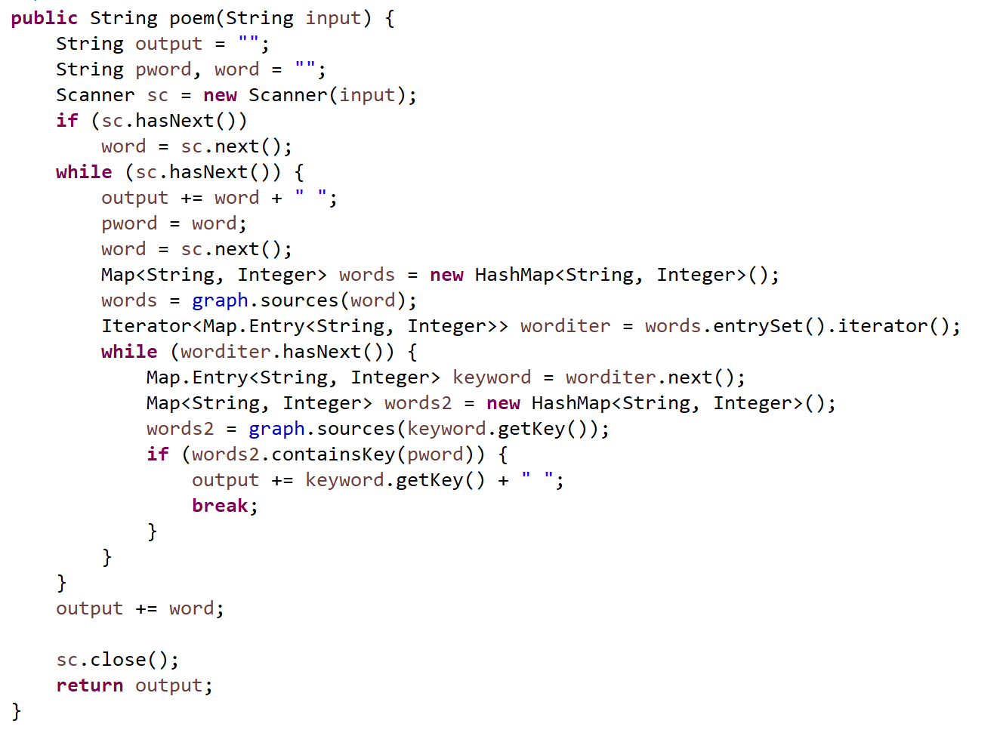 public String poem(String input) {
    String output = "";
    String pword, word = "";
    Scanner sc = new Scanner(input);
    if (sc.hasNext())
        word = sc.next();
    while (sc.hasNext()) {
        output += word + " ";
        pword = word;
        word = sc.next();
        Map<String, Integer> words = new HashMap<String, Integer>();
        words = graph.sources(word);
        Iterator<Map.Entry<String, Integer>> worditer = words.entrySet().iterator();
        while (worditer.hasNext()) {
            Map.Entry<String, Integer> keyword = worditer.next();
            Map<String, Integer> words2 = new HashMap<String, Integer>();
            words2 = graph.sources(keyword.getKey());
            if (words2.containsKey(pword)) {
                output += keyword.getKey() + " ";
                break;
            }
        }
    }
    output += word;

    sc.close();
    return output;
}